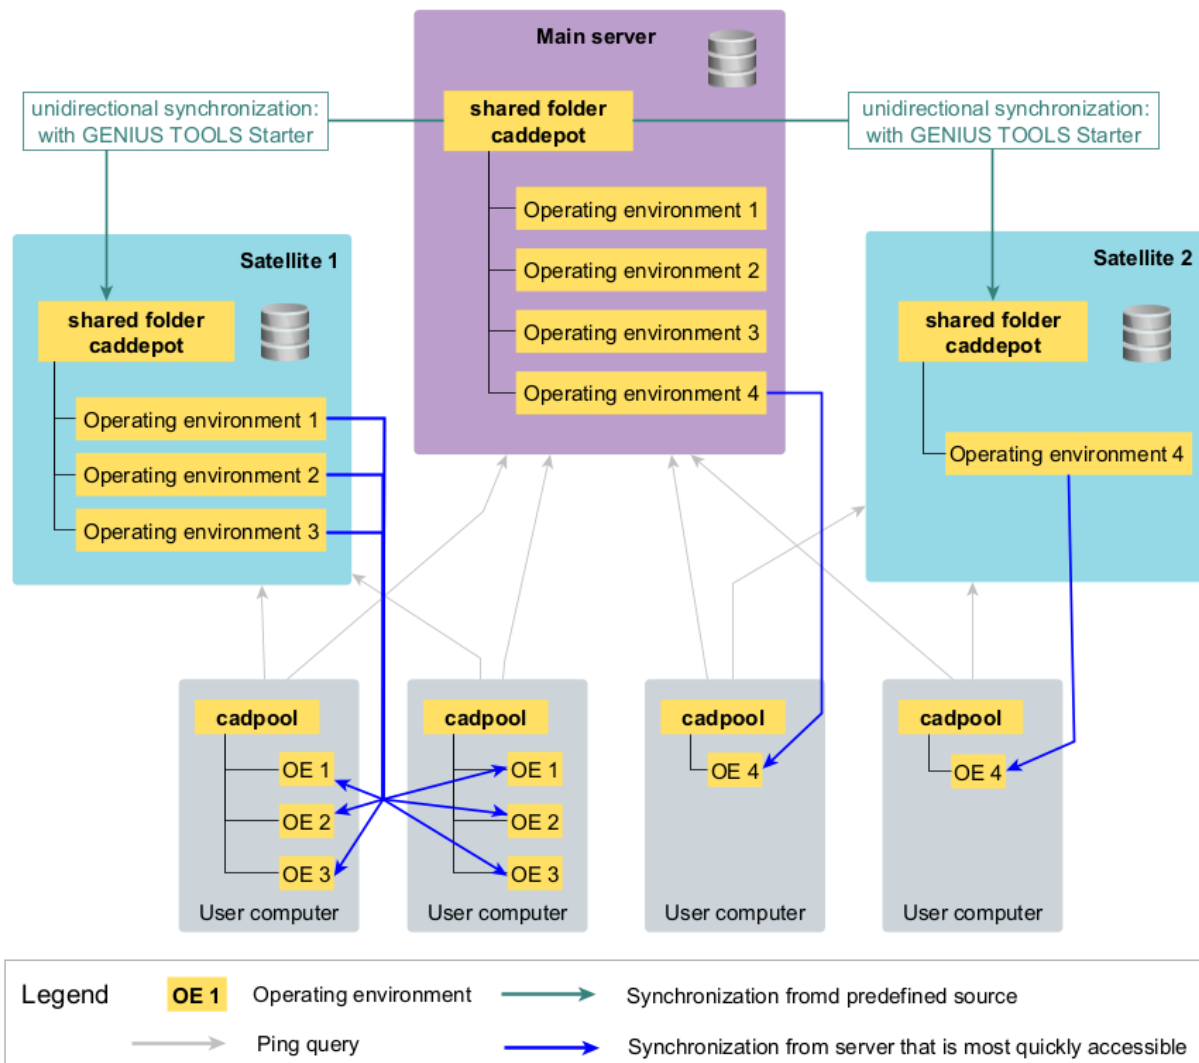 Main server
unidirectional synchronization:
with GENIUS TOOLS Starter
shared folder
caddepot
unidirectional synchronization:
with GENIUS TOOLS Starter
Operating environment 1
Operating environment 2
Operating environment 3
Operating environment 4
Satellite 1
shared folder
caddepot
Operating environment 1
Operating environment 2
Operating environment 3
Satellite 2
shared folder
caddepot
Operating environment 4
cadpool
OE 1
OE 2
OE 3
User computer
cadpool
OE 1
OE 2
OE 3
User computer
cadpool
OE 4
User computer
cadpool
OE 4
User computer
Legend
OE 1
Operating environment
Synchronization fromd predefined source
Ping query
Synchronization from server that is most quickly accessible